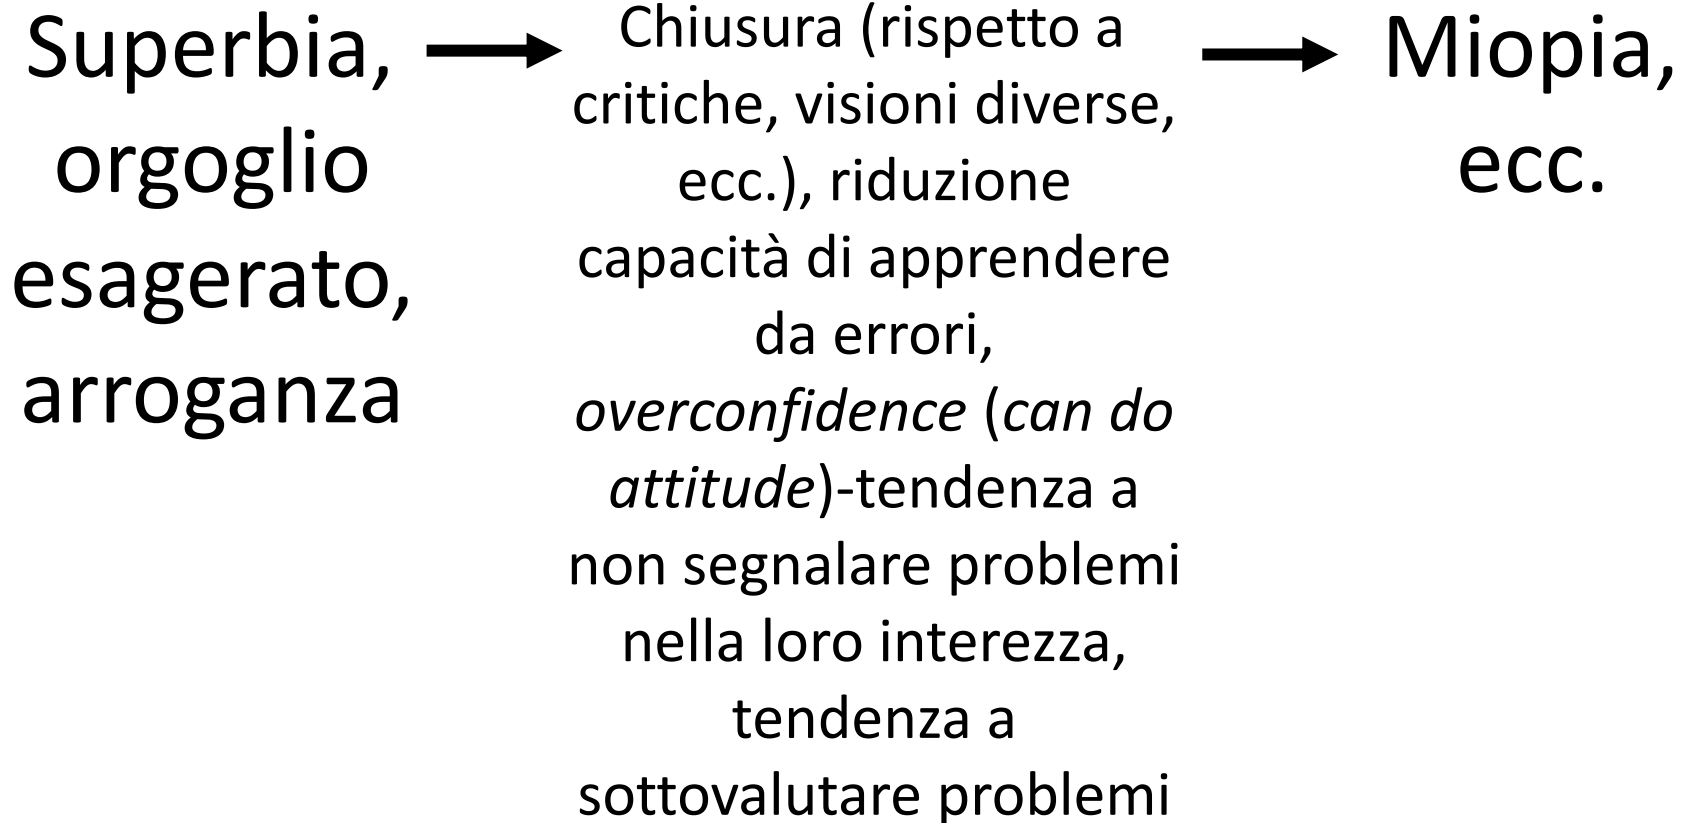 Superbia,
orgoglio
esagerato,
arroganza
Chiusura (rispetto a
critiche, visioni diverse,
ecc.), riduzione
capacità di apprendere
da errori,
overconfidence (can do
attitude)-tendenza a
non segnalare problemi
nella loro interezza,
tendenza a
sottovalutare problemi
Miopia,
ecc.